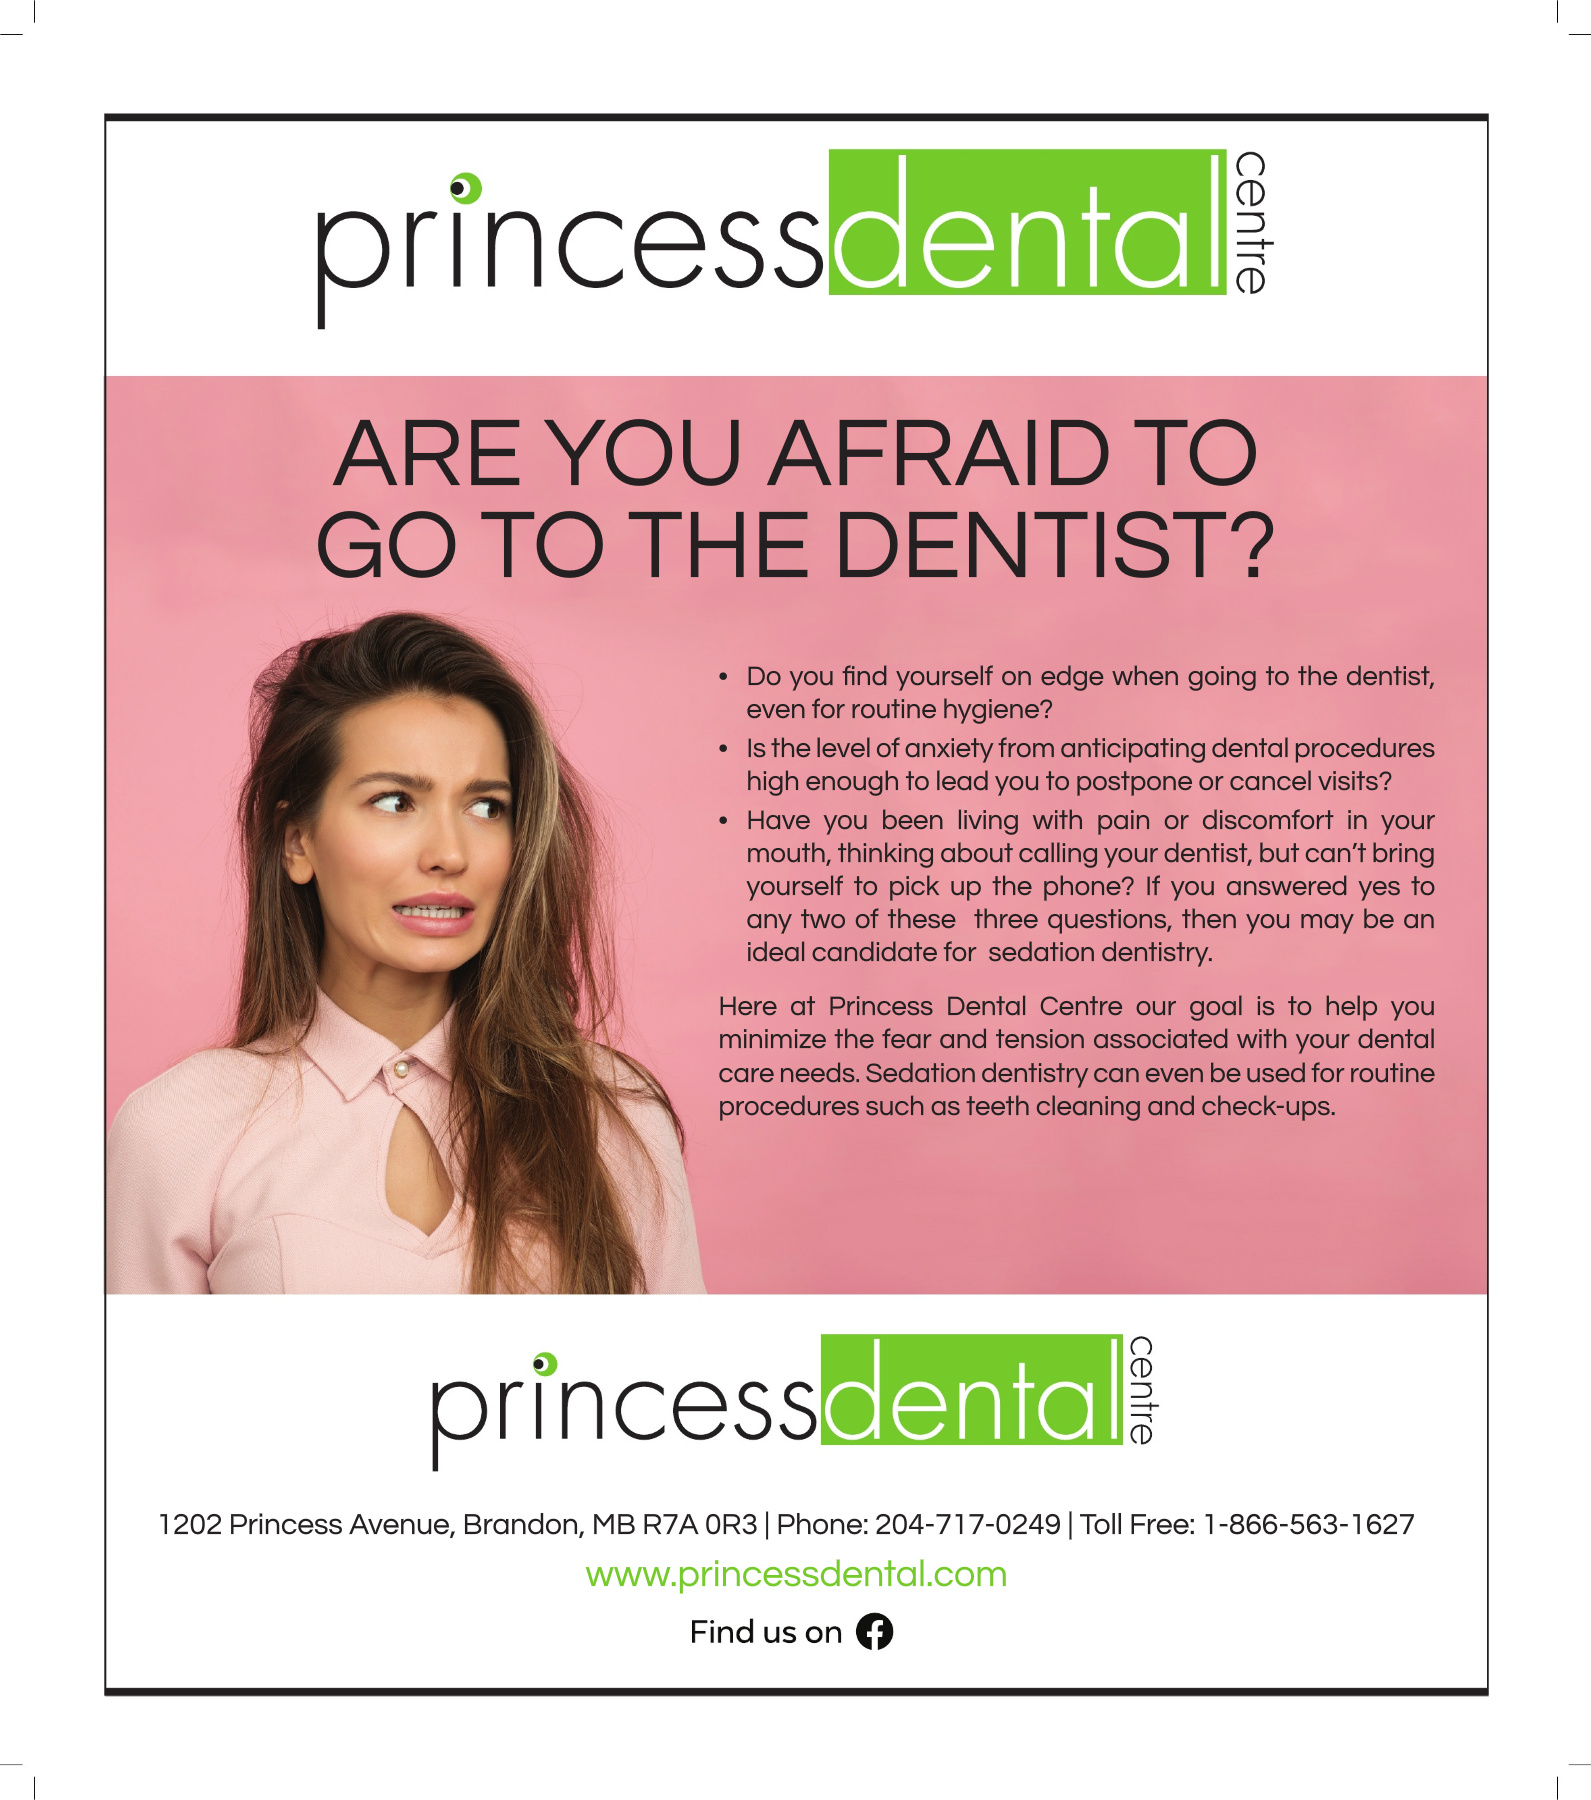 princessdental centre
ARE YOU AFRAID TO
GO TO THE DENTIST?
• Do you find yourself on edge when going to the dentist,
even for routine hygiene?
• Is the level of anxiety from anticipating dental procedures
high enough to lead you to postpone or cancel visits?
• Have you been living with pain or discomfort in your
mouth, thinking about calling your dentist, but can't bring
yourself to pick up the phone? If you answered yes to
any two of these  three questions, then you may be an
ideal candidate for  sedation dentistry.
Here at Princess Dental Centre our goal is to help you
minimize the fear and tension associated with your dental
care needs. Sedation dentistry can even be used for routine
procedures such as teeth cleaning and check-ups.
princessdental centre
1202 Princess Avenue, Brandon, MB R7A 0R3 | Phone: 204-717-0249 | Toll Free: 1-866-563-1627
www.princessdental.com
Find us on